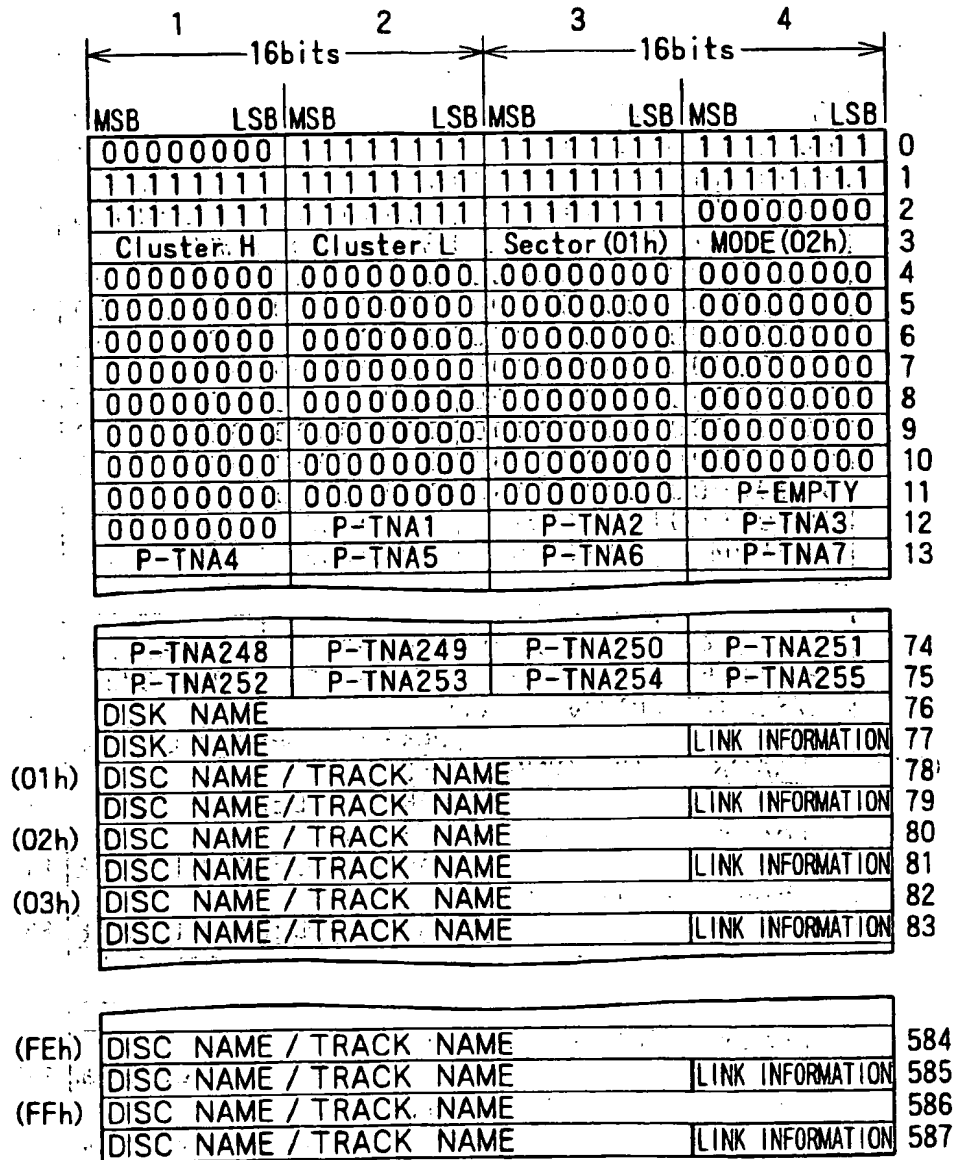 1 2 3 4
16bits 16bits
MSB LSB MSB LSB MSB LSB MSB LSB
00000000 11111111 11111111 11111111 0
11111111 11111111 11111111 11111111 1
11111111 11111111 11111111 00000000 2
Cluster H Cluster L Sector(01h) MODE(02h) 3
00000000 00000000 00000000 00000000 4
00000000 00000000 00000000 00000000 5
00000000 00000000 00000000 00000000 6
00000000 00000000 00000000 00000000 7
00000000 00000000 00000000 00000000 8
00000000 00000000 00000000 00000000 9
00000000 00000000 00000000 00000000 10
00000000 00000000 00000000 P-EMPTY 11
00000000 P-TNA1 P-TNA2 P-TNA3 12
P-TNA4 P-TNA5 P-TNA6 P-TNA7 13
P-TNA248 P-TNA249 P-TNA250 P-TNA251 74
P-TNA252 P-TNA253 P-TNA254 P-TNA255 75
DISK NAME 76
DISK NAME LINK INFORMATION 77
(01h) DISC NAME / TRACK NAME 78
DISC NAME / TRACK NAME LINK INFORMATION 79
(02h) DISC NAME / TRACK NAME 80
DISC NAME / TRACK NAME LINK INFORMATION 81
(03h) DISC NAME / TRACK NAME 82
DISC NAME / TRACK NAME LINK INFORMATION 83
(FEh) DISC NAME / TRACK NAME 584
DISC NAME / TRACK NAME LINK INFORMATION 585
(FFh) DISC NAME / TRACK NAME 586
DISC NAME / TRACK NAME LINK INFORMATION 587